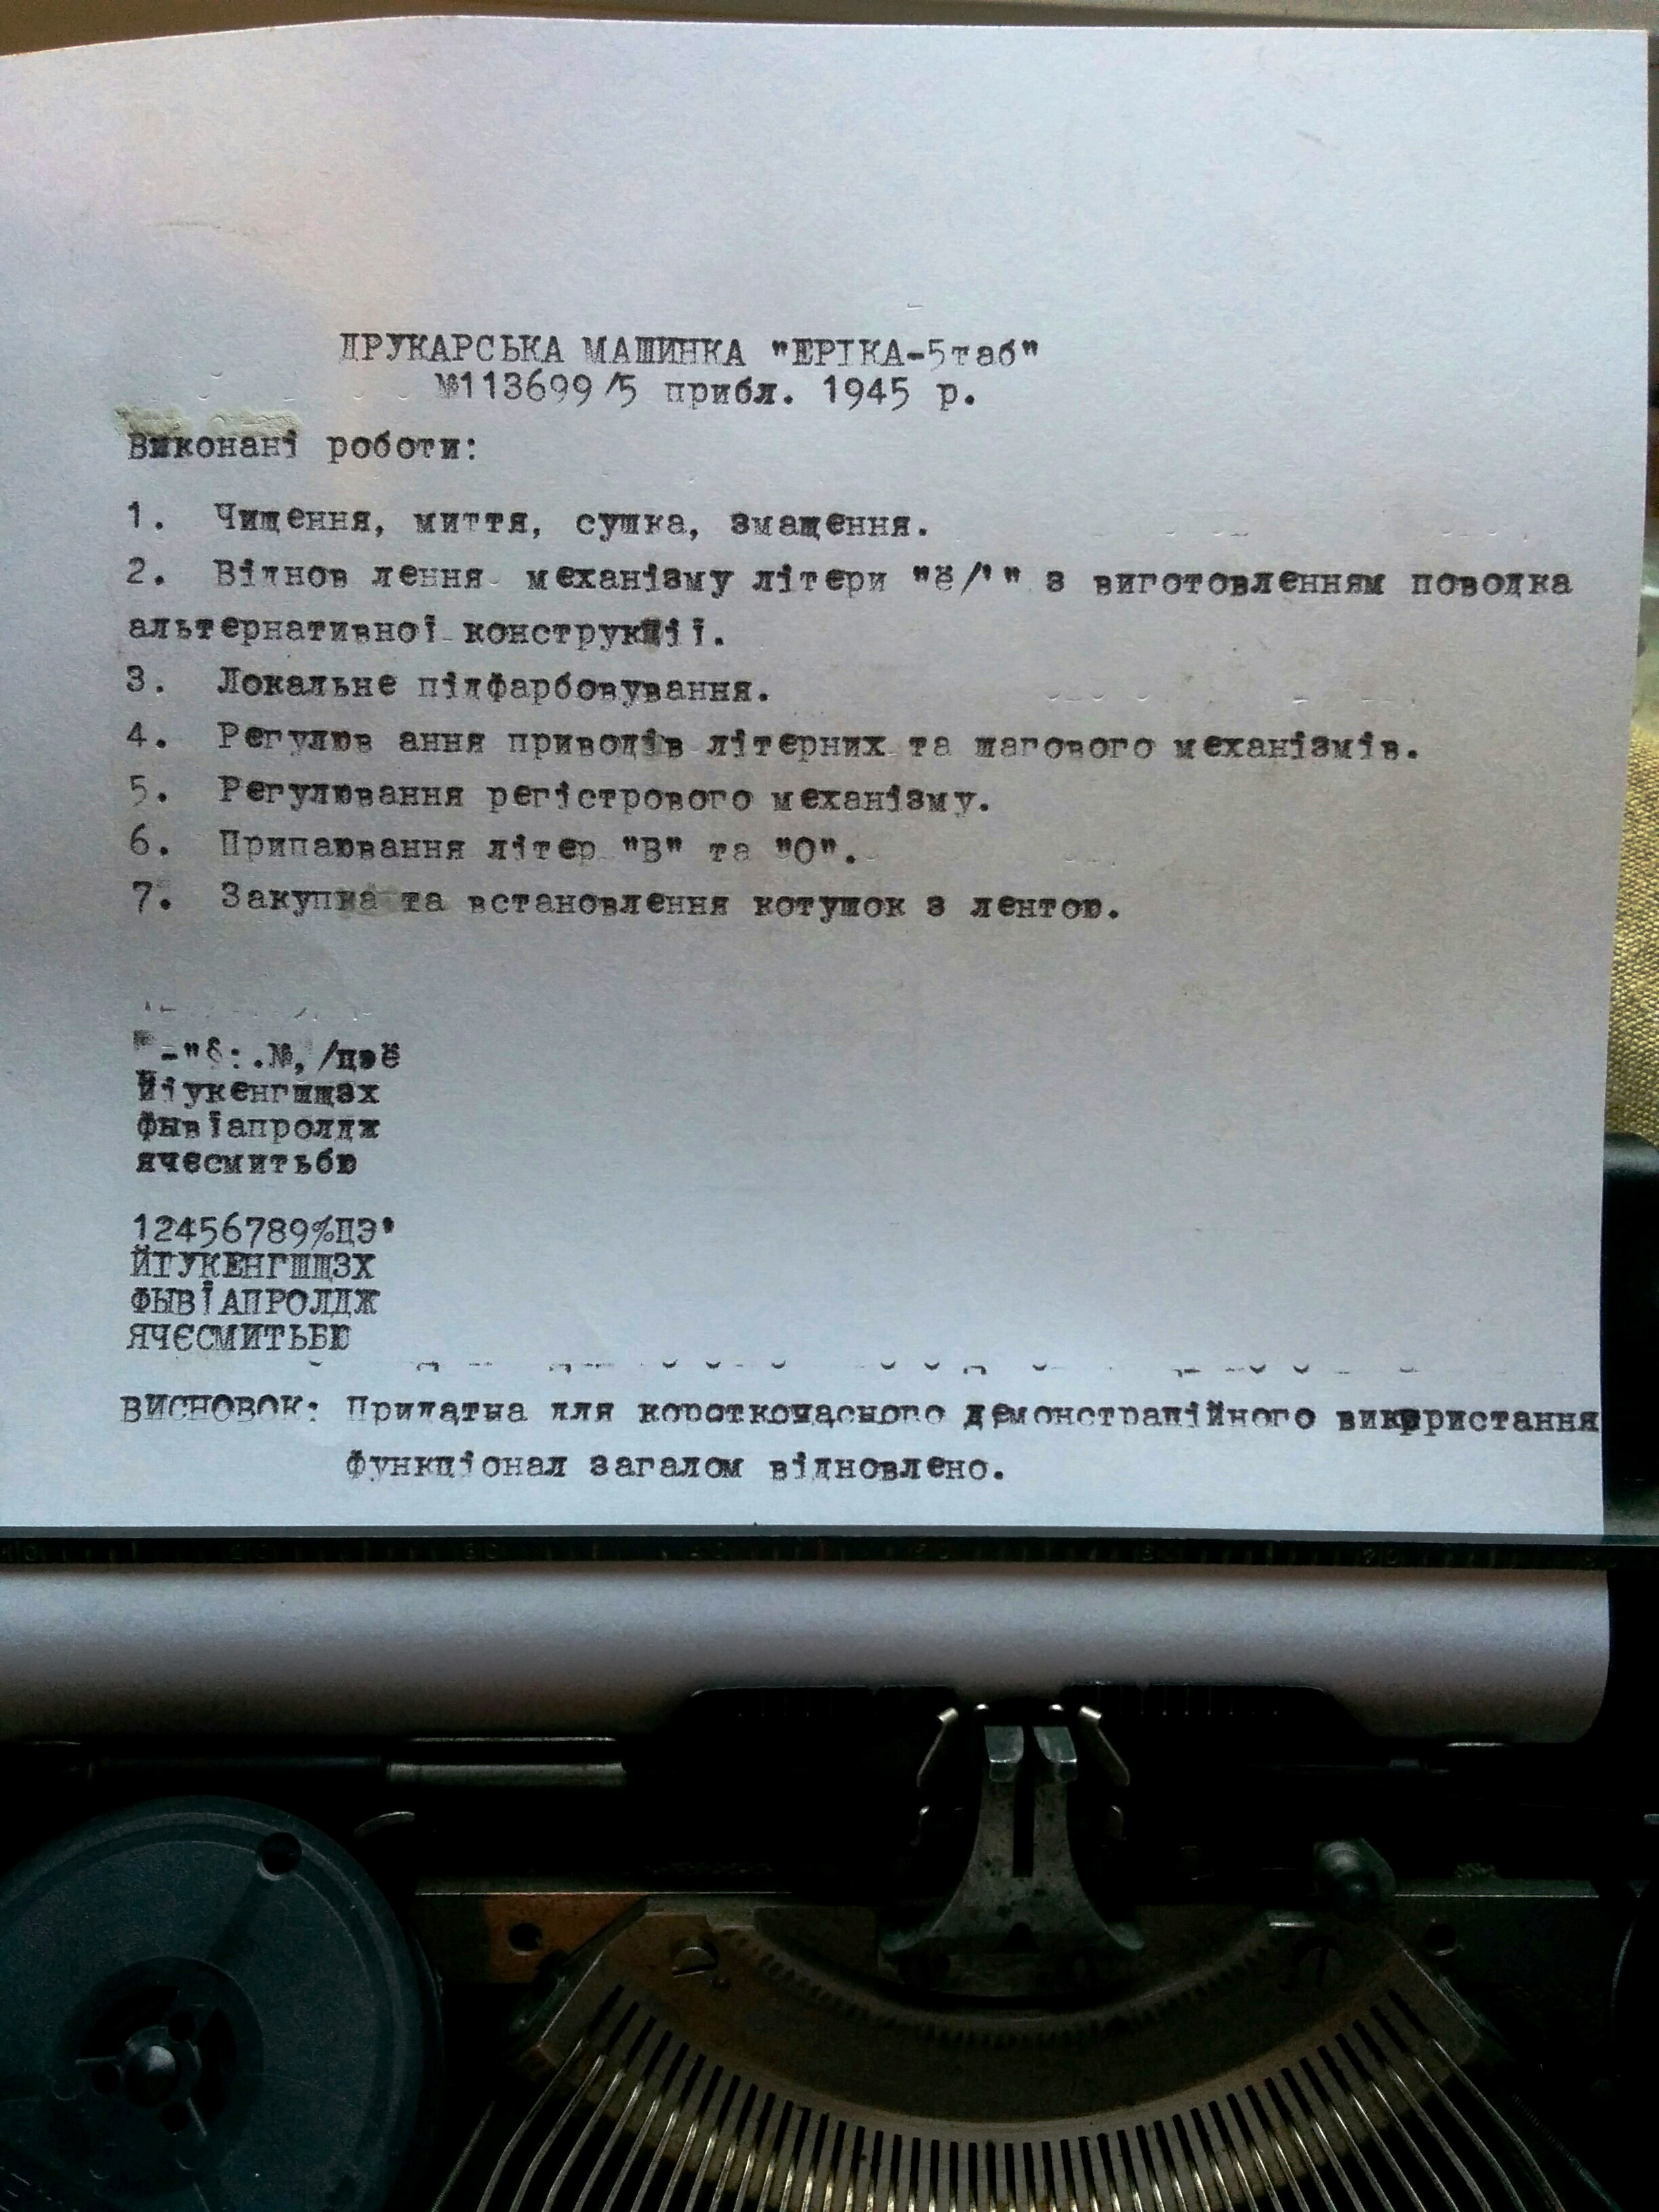 ДРУКАРСЬКА МАШИНКА "ЕРІКА-5таб"
№113699/5 прибл. 1945 р.
Виконані роботи:
1. Чищення, миття, сушка, змащення.
2. Віднов лення механізму літери "ё/'" з виготовленням поводка
альтернативної конструкції.
3. Локальне підфарбовування.
4. Регулюв ання приводів літерних та шагового механізмів.
5. Регулювання регістрового механізму.
6. Припаювання літер "В" та "О".
7. Закупка та встановлення котушок з лентою.
-"&:.№,/цэё
йіукенгшщзх
фывїапролдж
ячєсмитьбю
12456789%ЦЭ'
ЙІУКЕНГШЩЗХ
ФЫВЇАПРОЛДЖ
ЯЧЄСМИТЬБЮ
ВИСНОВОК: Придатна для короткочасного демонстраційного використання
Функціонал загалом відновлено.